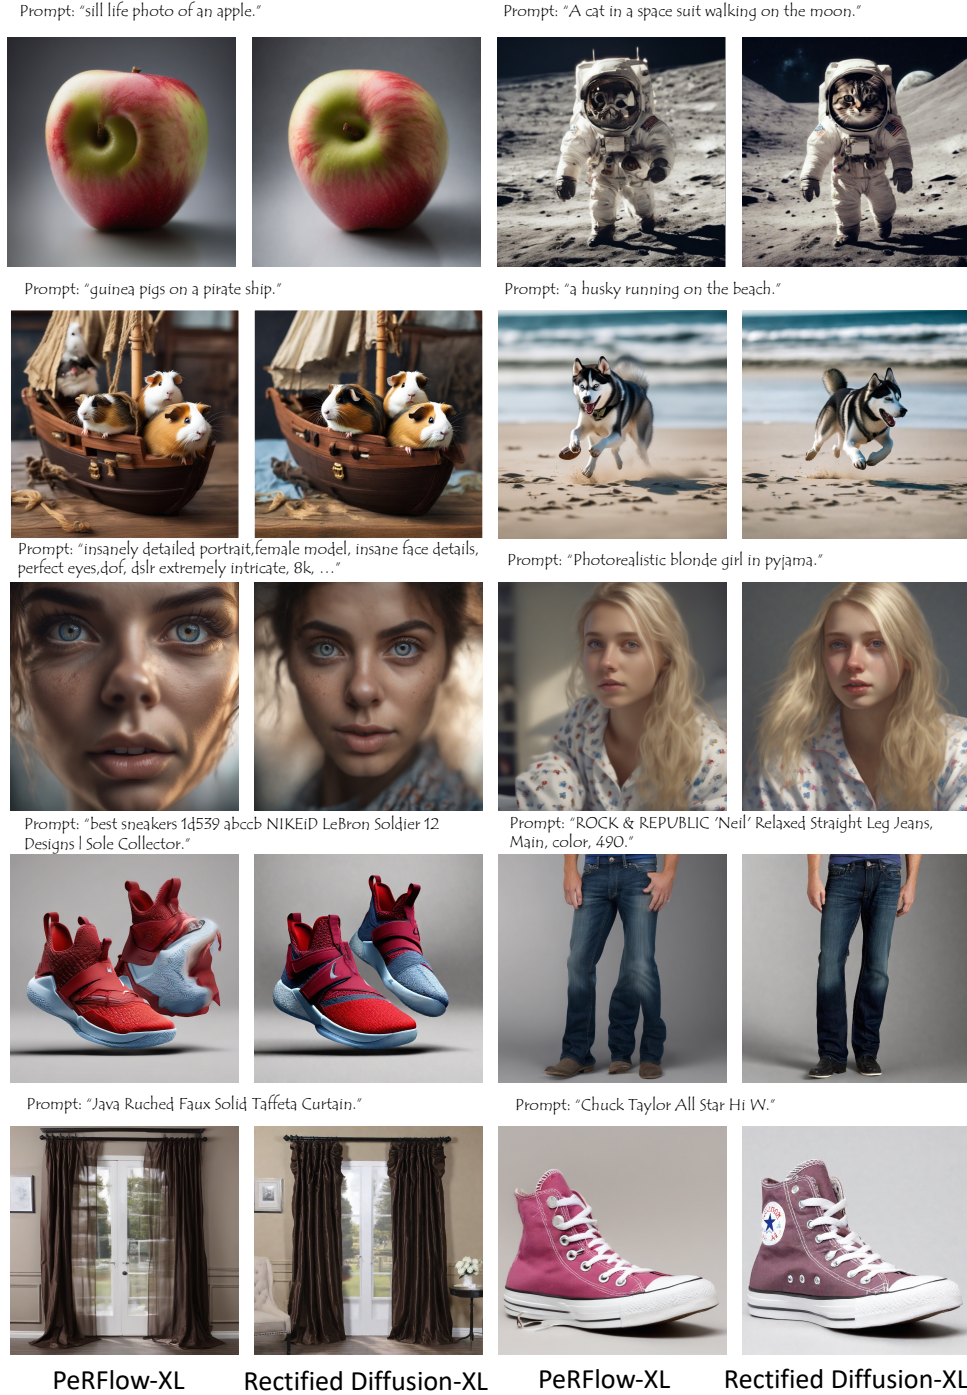 Prompt: "sill life photo of an apple."
Prompt: "A cat in a space suit walking on the moon."
Prompt: "guinea pigs on a pirate ship."
Prompt: "a husky running on the beach."
Prompt: "insanely detailed portrait,female model, insane face details,
perfect eyes,dof, dslr extremely intricate, 8k, ..."
Prompt: "Photorealistic blonde girl in pyjama."
Prompt: "best sneakers 1d539 abccb NIKEiD LeBron Soldier 12
Designs | Sole Collector."
Prompt: "ROCK & REPUBLIC 'Neil' Relaxed Straight Leg Jeans,
Main, color, 490."
Prompt: "Java Ruched Faux Solid Taffeta Curtain."
Prompt: "Chuck Taylor All Star Hi W."
PeRFlow-XL
Rectified Diffusion-XL
PeRFlow-XL
Rectified Diffusion-XL